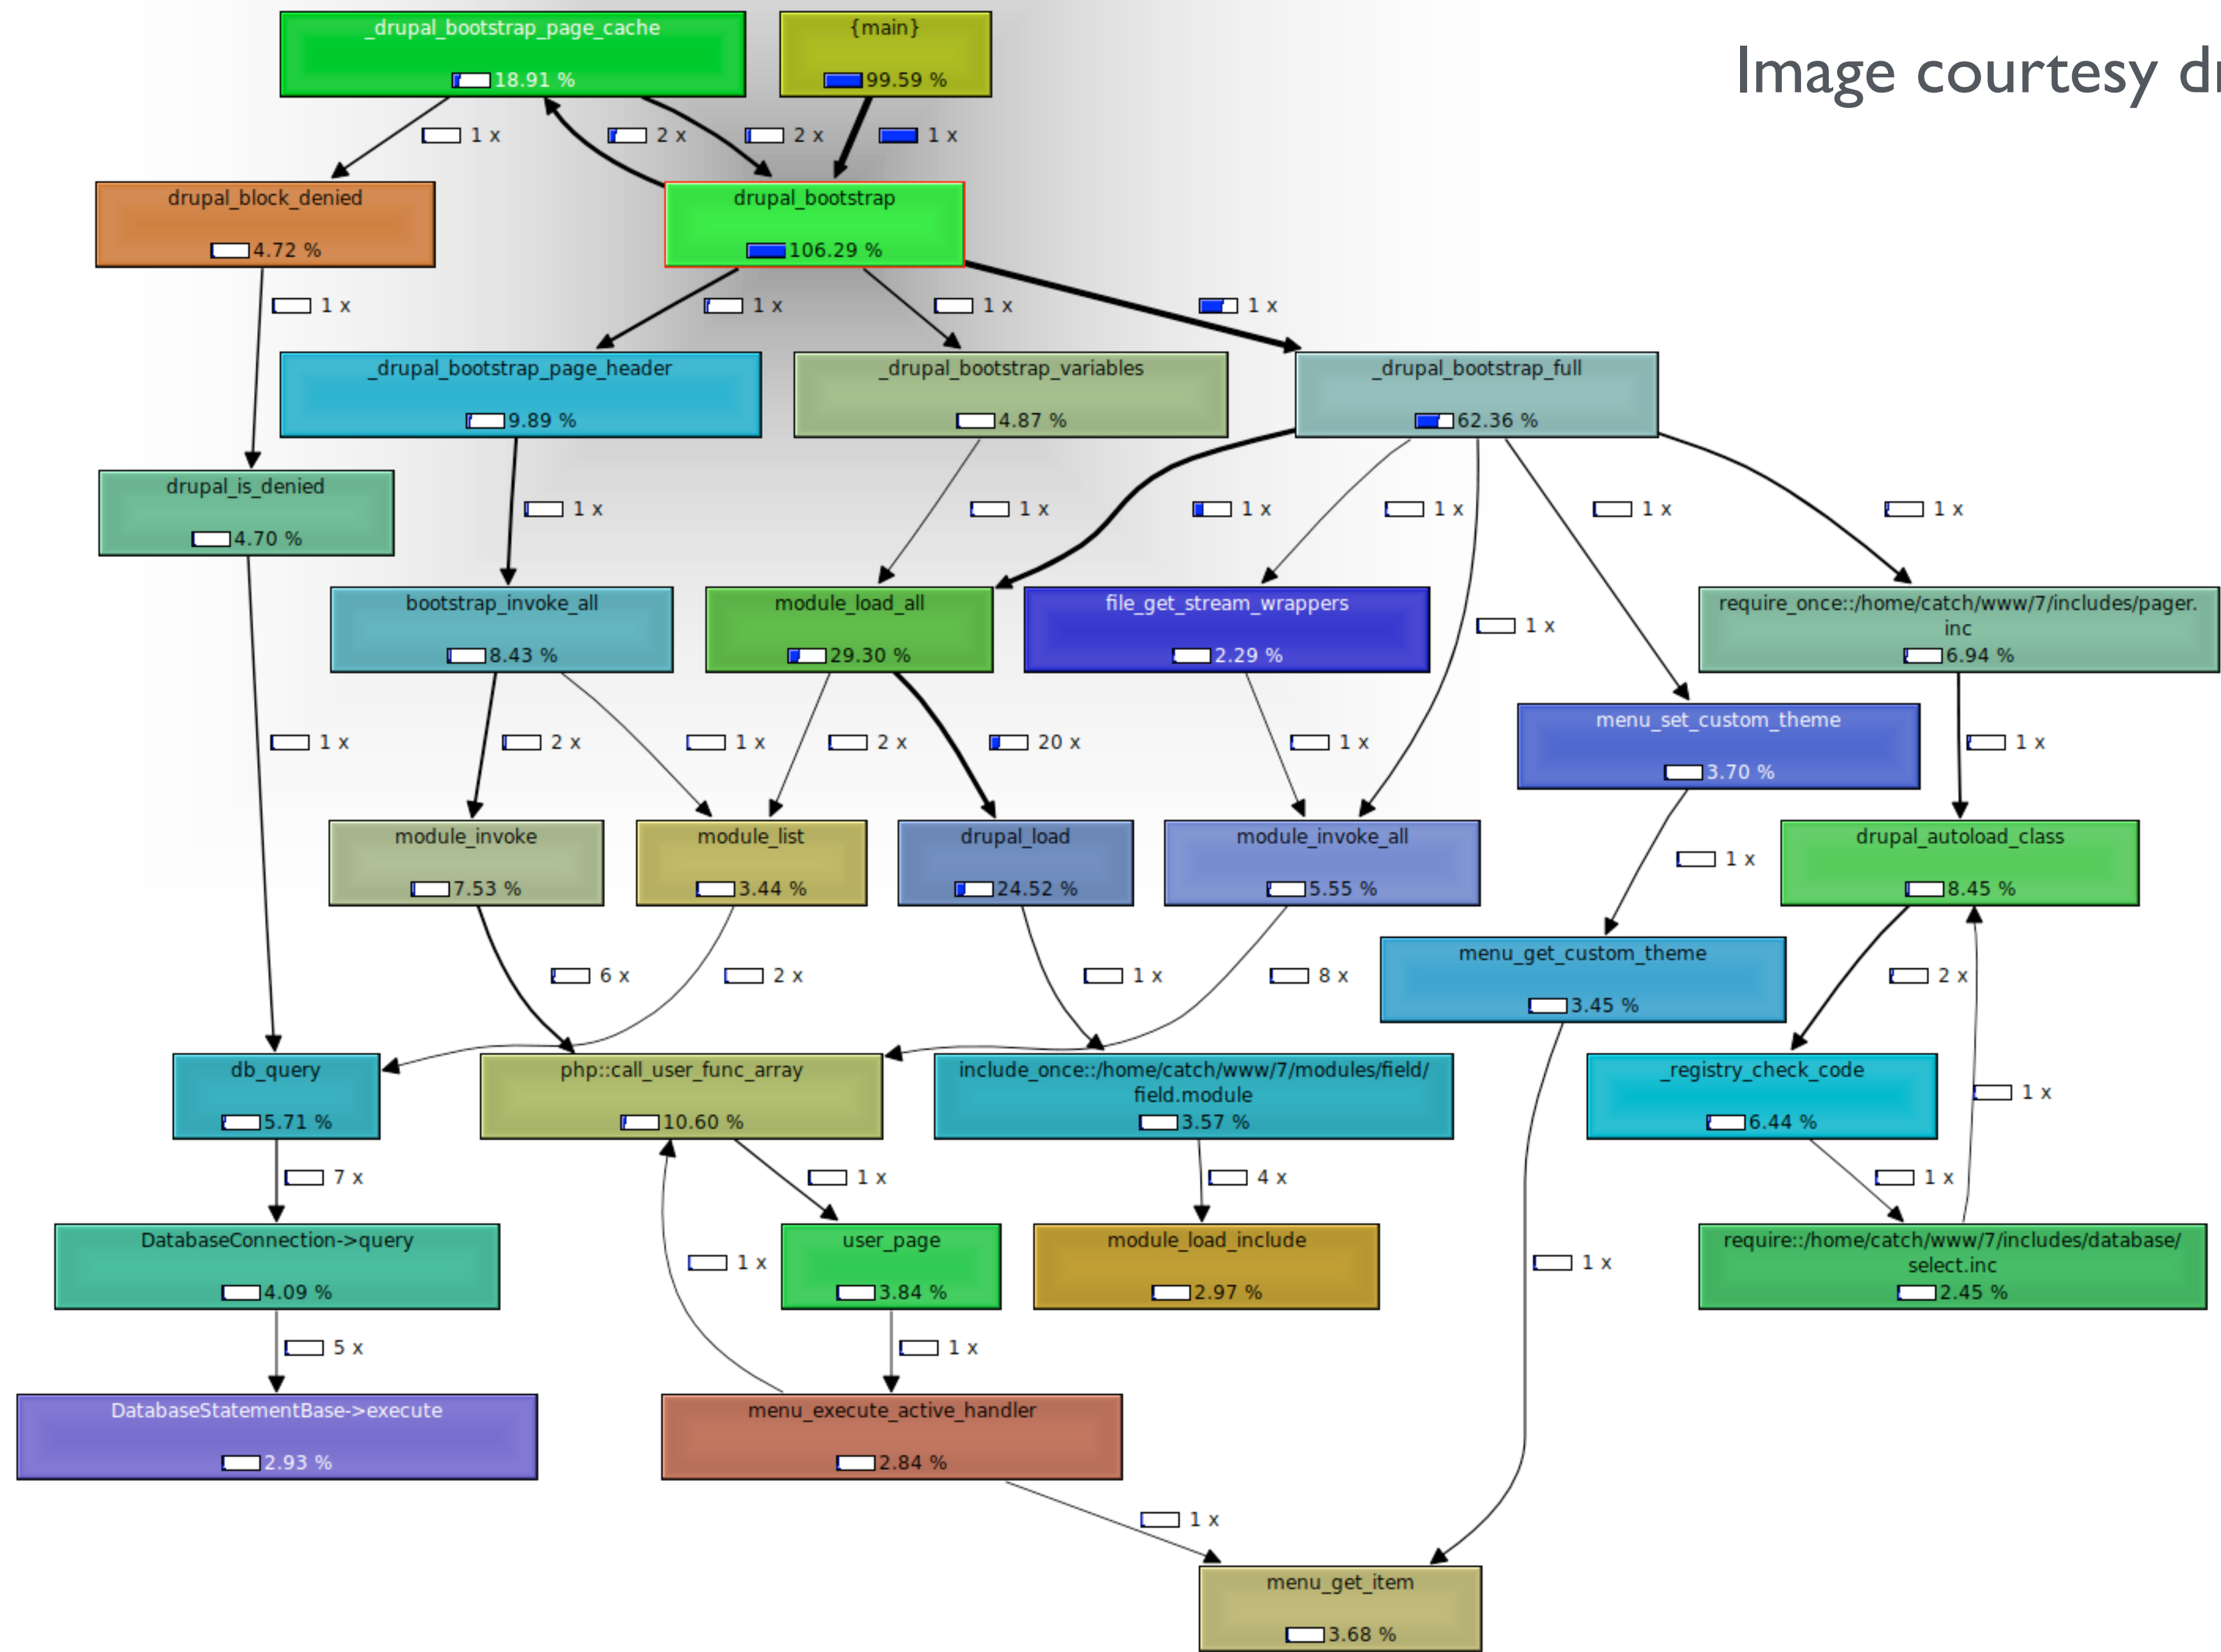 _drupal_bootstrap_page_cache
18.91 %
{main}
99.59 %
Image courtesy
1 x
2 x
2 x
1 x
drupal_block_denied
4.72 %
drupal_bootstrap
106.29 %
1 x
1 x
1 x
1 x
_drupal_bootstrap_page_header
9.89 %
_drupal_bootstrap_variables
4.87 %
_drupal_bootstrap_full
62.36 %
drupal_is_denied
4.70 %
1 x
1 x
1 x
1 x
1 x
1 x
bootstrap_invoke_all
8.43 %
module_load_all
29.30 %
file_get_stream_wrappers
2.29 %
1 x
require_once::/home/catch/www/7/includes/pager.
inc
6.94 %
menu_set_custom_theme
3.70 %
1 x
2 x
1 x
2 x
20 x
1 x
1 x
module_invoke
7.53 %
module_list
3.44 %
drupal_load
24.52 %
module_invoke_all
5.55 %
1 x
drupal_autoload_class
8.45 %
6 x
2 x
1 x
8 x
menu_get_custom_theme
3.45 %
2 x
db_query
5.71 %
php::call_user_func_array
10.60 %
include_once::/home/catch/www/7/modules/field/
field.module
3.57 %
_registry_check_code
6.44 %
1 x
7 x
1 x
4 x
1 x
DatabaseConnection->query
4.09 %
1 x
user_page
3.84 %
module_load_include
2.97 %
1 x
require::/home/catch/www/7/includes/database/
select.inc
2.45 %
5 x
1 x
DatabaseStatementBase->execute
2.93 %
menu_execute_active_handler
2.84 %
1 x
menu_get_item
3.68 %